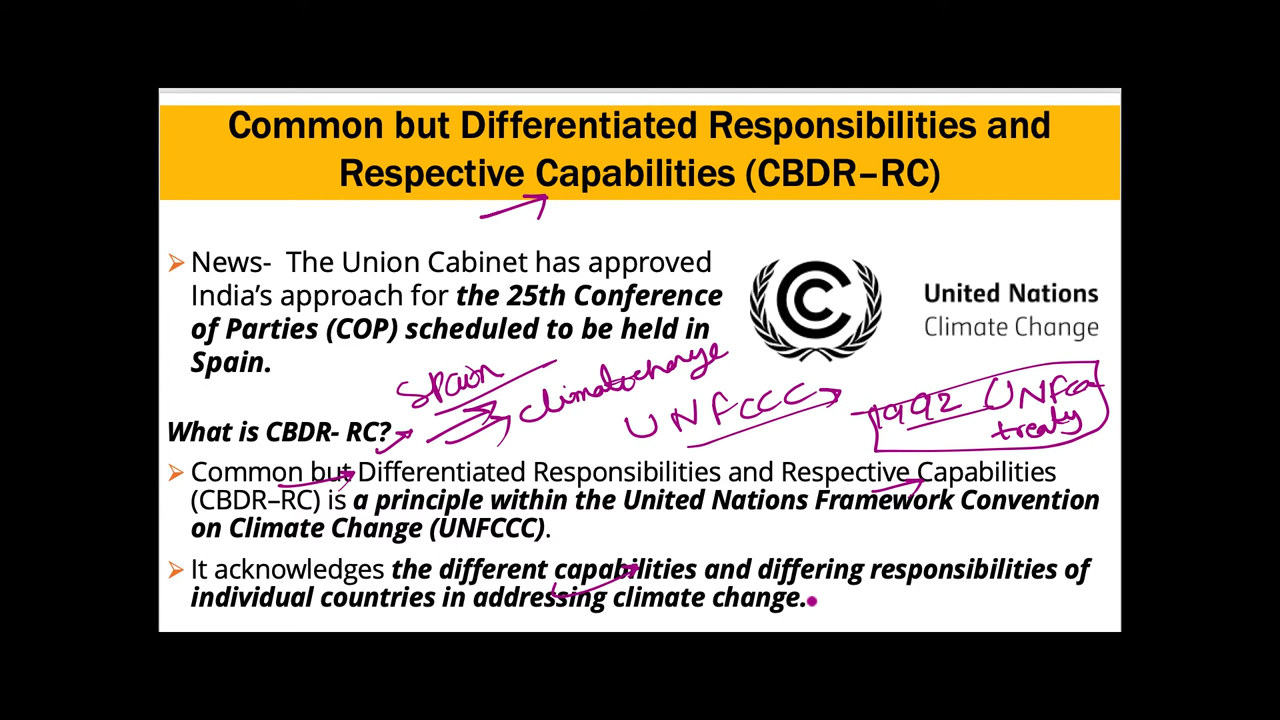 Common but Differentiated Responsibilities and
Respective Capabilities (CBDR–RC)
➤ News- The Union Cabinet has approved
India's approach for the 25th Conference
of Parties (COP) scheduled to be held in
Spain.
United Nations
Climate Change
Spain
Climate change
UNFCCC
1992 UNFCC
treaty
What is CBDR- RC?
➤ Common but Differentiated Responsibilities and Respective Capabilities
(CBDR–RC) is a principle within the United Nations Framework Convention
on Climate Change (UNFCCC).
➤ It acknowledges the different capabilities and differing responsibilities of
individual countries in addressing climate change.